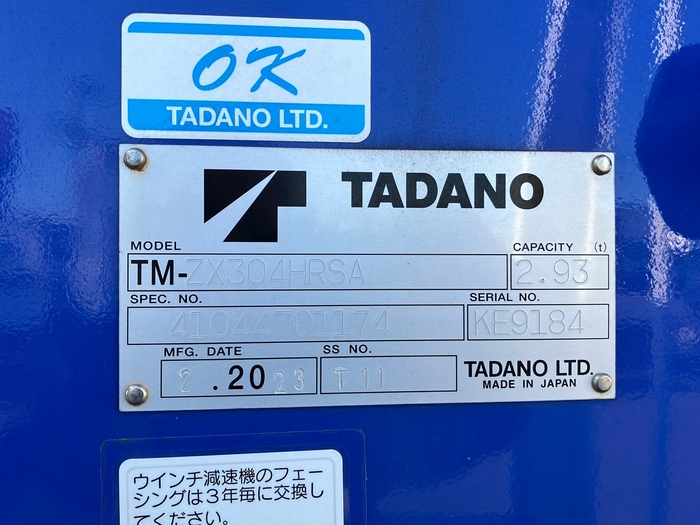 OK
TADANO LTD.
TADANO
MODEL
CAPACITY (t)
TM-ZX304HRSA
2.93
SPEC. NO.
SERIAL NO.
41044701174
KE9184
MFG. DATE
SS NO.
2 .2023
T11
TADANO LTD.
MADE IN JAPAN
ウインチ減速機のフェー
シングは3年毎に交換し
てください。